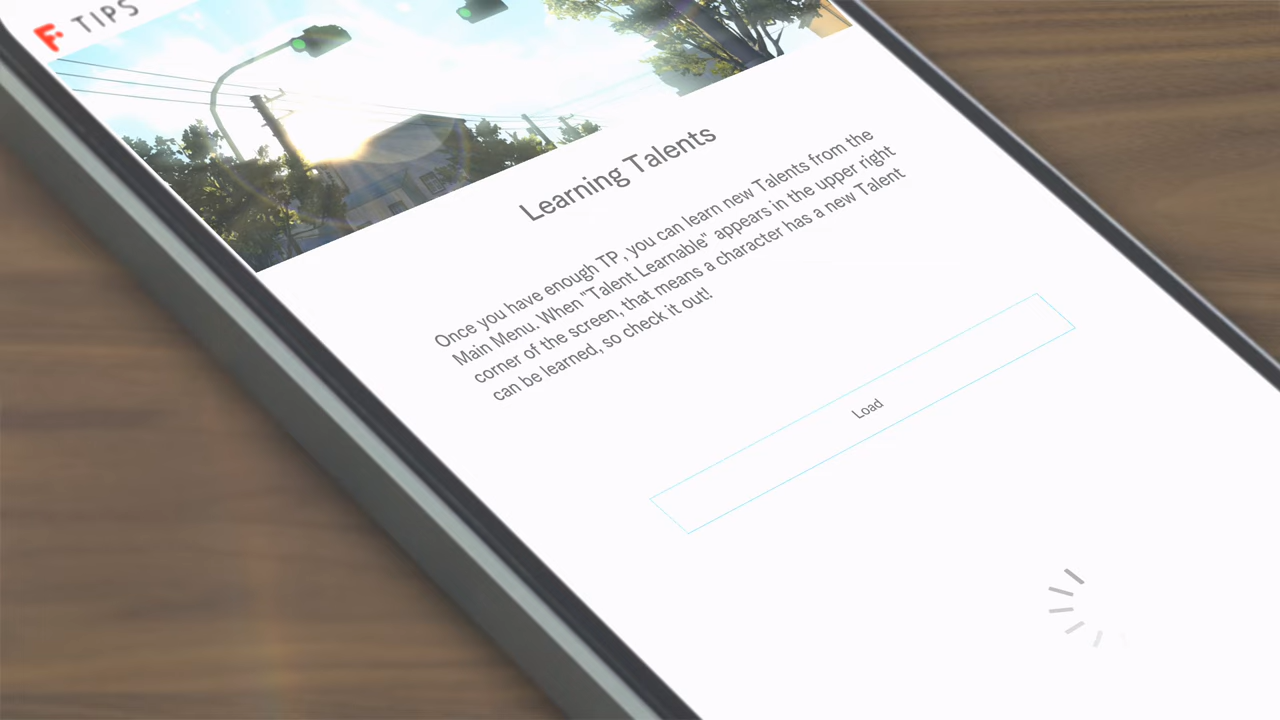 F TIPS
Learning Talents
Once you have enough TP , you can learn new Talents from the
Main Menu. When "Talent Learnable" appears in the upper right
corner of the screen, that means a character has a new Talent
can be learned, so check it out!
Load